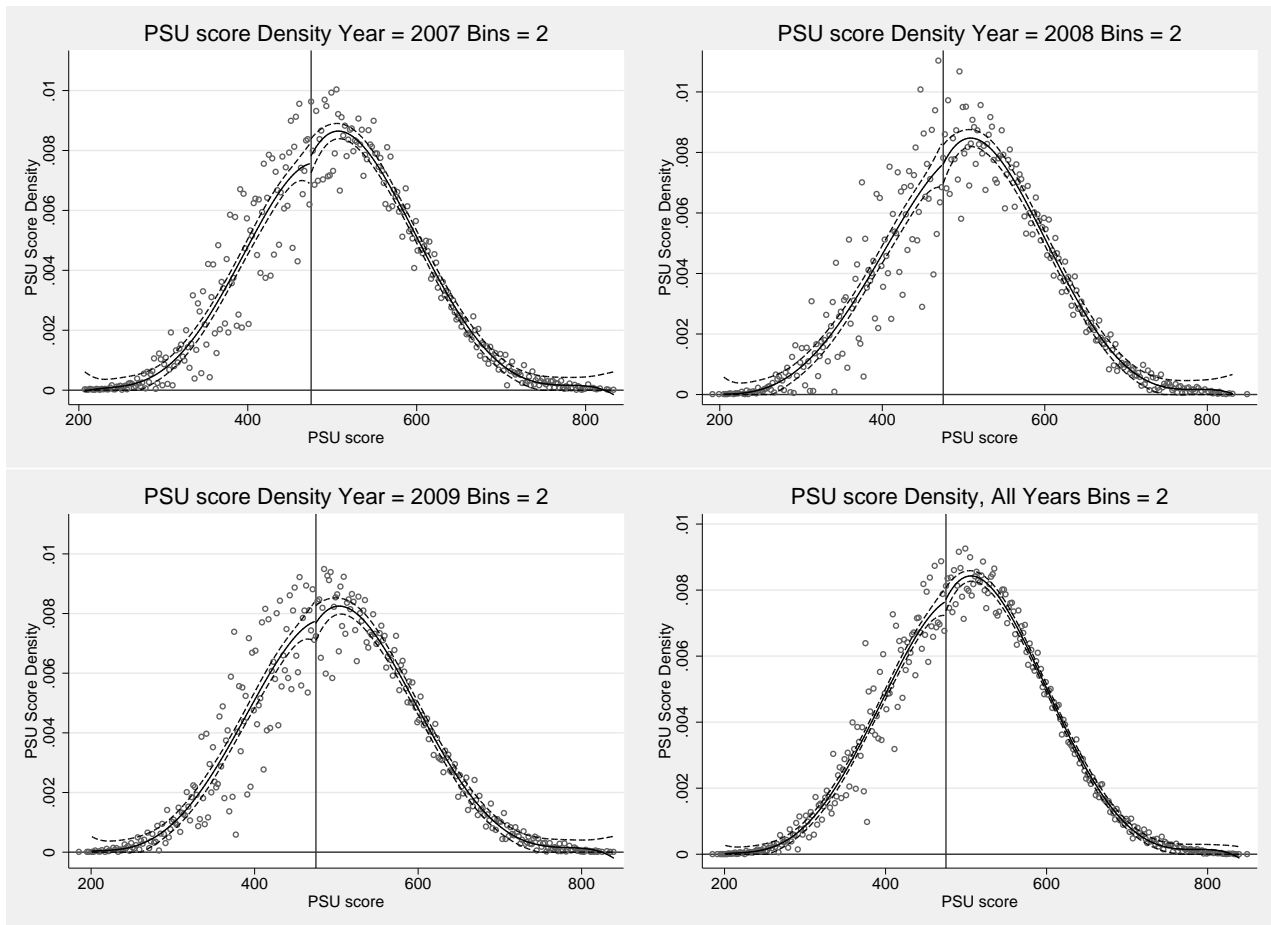 PSU score Density Year = 2007 Bins = 2
PSU Score Density
.01
.008
.006
.004
.002
0
200 400 600 800
PSU score
PSU score Density Year = 2008 Bins = 2
PSU Score Density
.01
.008
.006
.004
.002
0
200 400 600 800
PSU score
PSU score Density Year = 2009 Bins = 2
PSU Score Density
.01
.008
.006
.004
.002
0
200 400 600 800
PSU score
PSU score Density, All Years Bins = 2
PSU Score Density
.01
.008
.006
.004
.002
0
200 400 600 800
PSU score